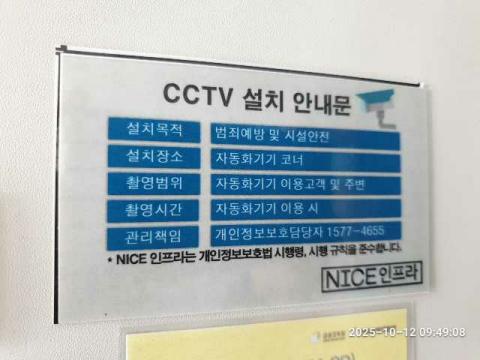 CCTV 설치 안내문
설치목적 범죄예방 및 시설안전
설치장소 자동화기기 코너
촬영범위 자동화기기 이용고객 및 주변
촬영시간 자동화기기 이용 시
관리책임 개인정보보호담당자 1577-4655
* NICE 인프라는 개인정보보호법 시행령, 시행 규칙을 준수합니다.
NICE인프라
2025-10-12 09:49:08